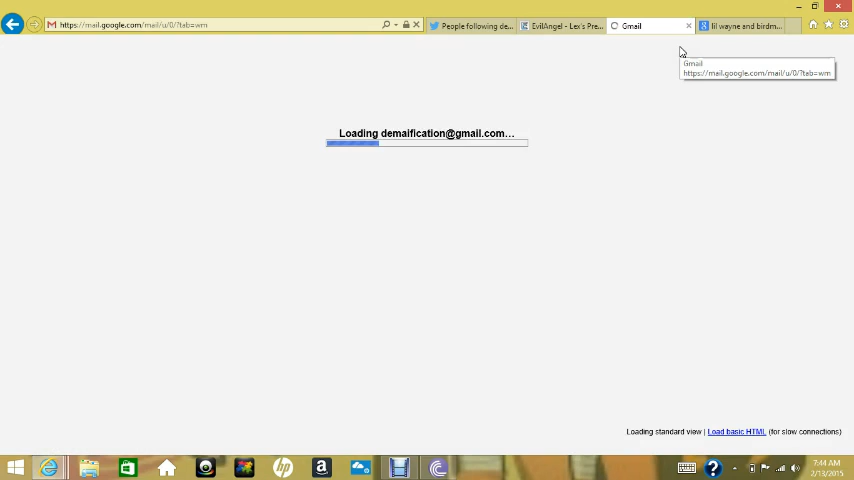 https://mail.google.com/mail/u/0/?tab=wm
People following de...
EvilAngel - Lex's Pre...
Gmail
lil wayne and birdm...
Gmail
https://mail.google.com/mail/u/0/?tab=wm
Loading demaification@gmail.com…
Loading standard view | Load basic HTML (for slow connections)
hp
a
?
7:44 AM
2/13/2015